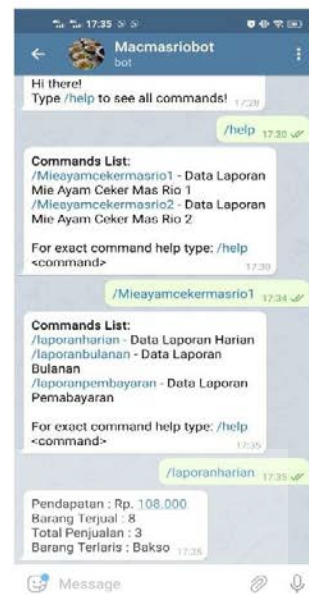 17.35
Macmasriobot
bot
Hi there!
Type /help to see all commands! 17:28
/help 17:30
Commands List:
/Mieayamcekermasrio1 - Data Laporan
Mie Ayam Ceker Mas Rio 1
/Mieayamcekermasrio2 - Data Laporan
Mie Ayam Ceker Mas Rio 2
For exact command help type: /help
<command> 17:30
/Mieayamcekermasrio1 17:34
Commands List:
/laporanharian - Data Laporan Harian
/laporanbulanan - Data Laporan
Bulanan
/laporanpembayaran - Data Laporan
Pemabayaran
For exact command help type: /help
<command> 17:35
/laporanharian 17:35
Pendapatan : Rp. 108.000
Barang Terjual : 8
Total Penjualan : 3
Barang Terlaris : Bakso 17:35
Message